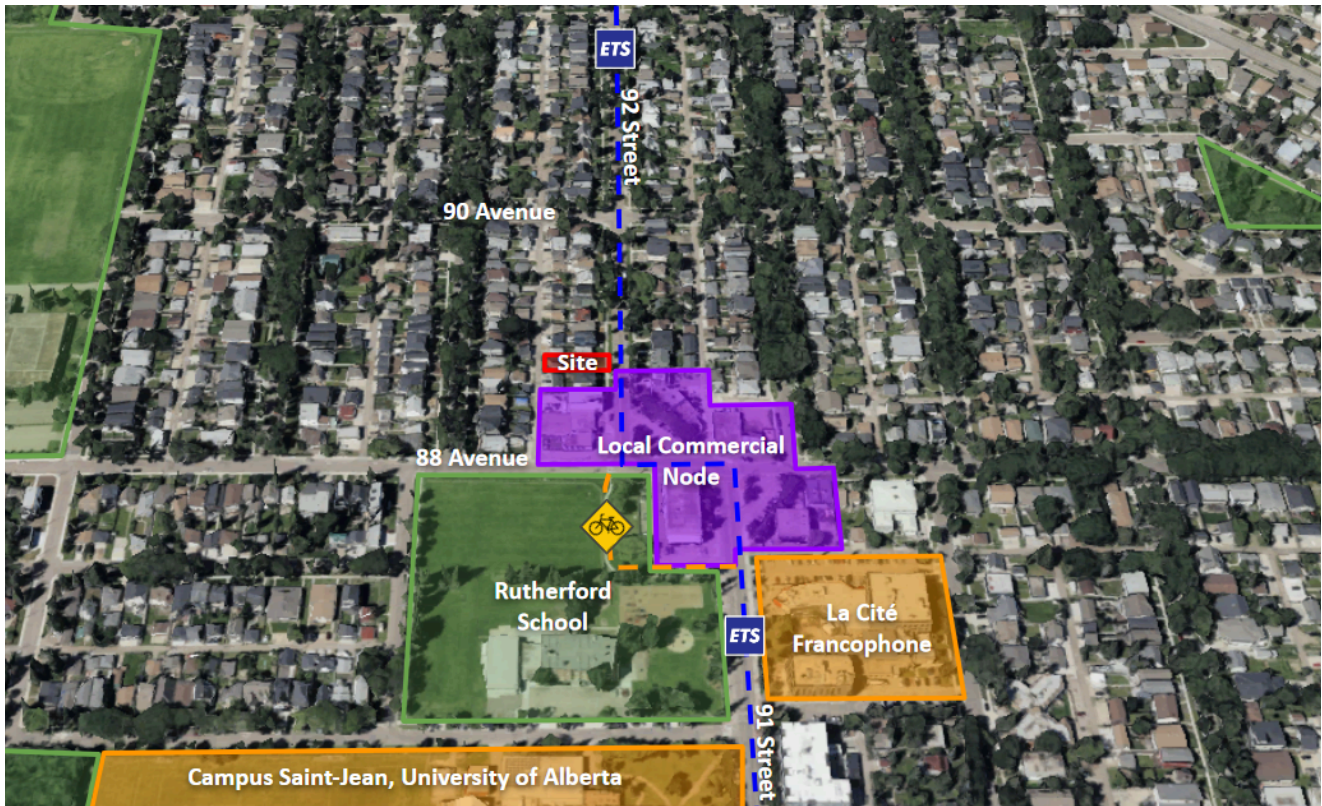 ETS
92 Street
90 Avenue
Site
Local Commercial
Node
88 Avenue
Rutherford
School
La Cité
Francophone
ETS
91 Street
Campus Saint-Jean, University of Alberta